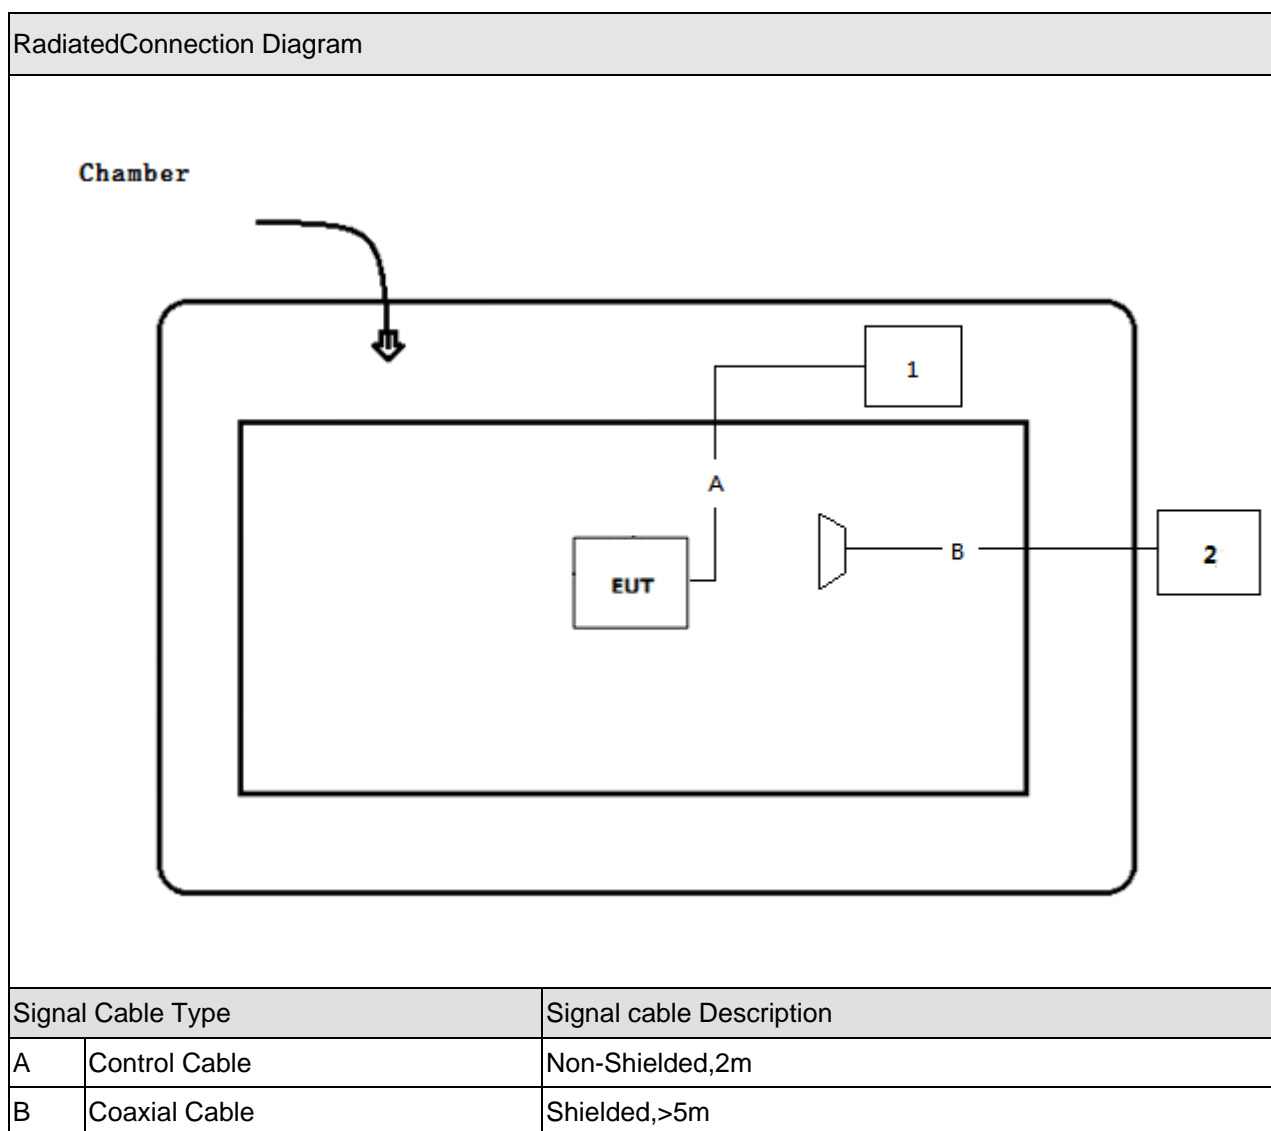 RadiatedConnection Diagram
Chamber
1
A
B
2
EUT
Signal Cable Type Signal cable Description
A Control Cable Non-Shielded,2m
B Coaxial Cable Shielded,>5m